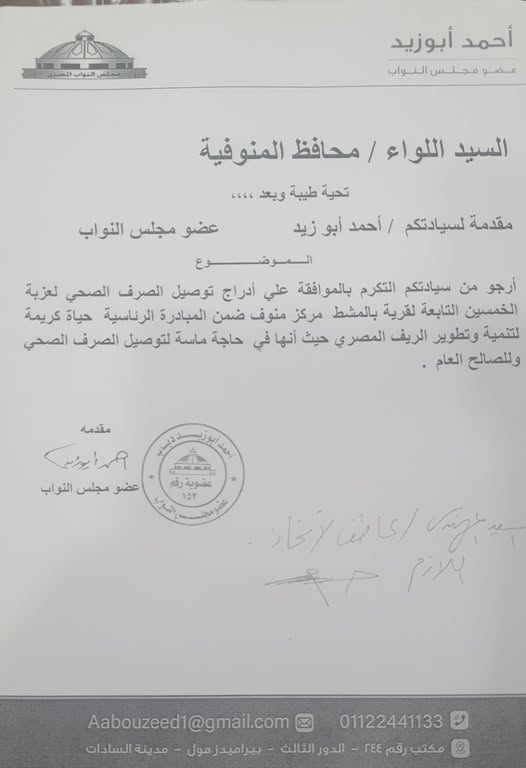 أحمد أبوزيد
عضو مجلس النواب
مجلس النواب المصري
السيد اللواء / محافظ المنوفية
تحية طيبة وبعد ,,,,
مقدمة لسيادتكم / أحمد أبو زيد عضو مجلس النواب
الموضوع
أرجو من سيادتكم التكرم بالموافقة علي أدراج توصيل الصرف الصحي لعزبة
الخمسين التابعة لقرية بالمشط مركز منوف ضمن المبادرة الرئاسية حياة كريمة
لتنمية وتطوير الريف المصري حيث أنها في حاجة ماسة لتوصيل الصرف الصحي
وللصالح العام .
مقدمه
احمد أبوزيد
عضو مجلس النواب
أحمد أبوزيد دياب
عضوية رقم
١٥٢
عضو مجلس النواب
السيد المهندس / عاطف لاتخاذ
اللازم
01122441133 Aabouzeed1@gmail.com
مكتب رقم ٢٤٤ - الدور الثالث - بيراميدز مول - مدينة السادات